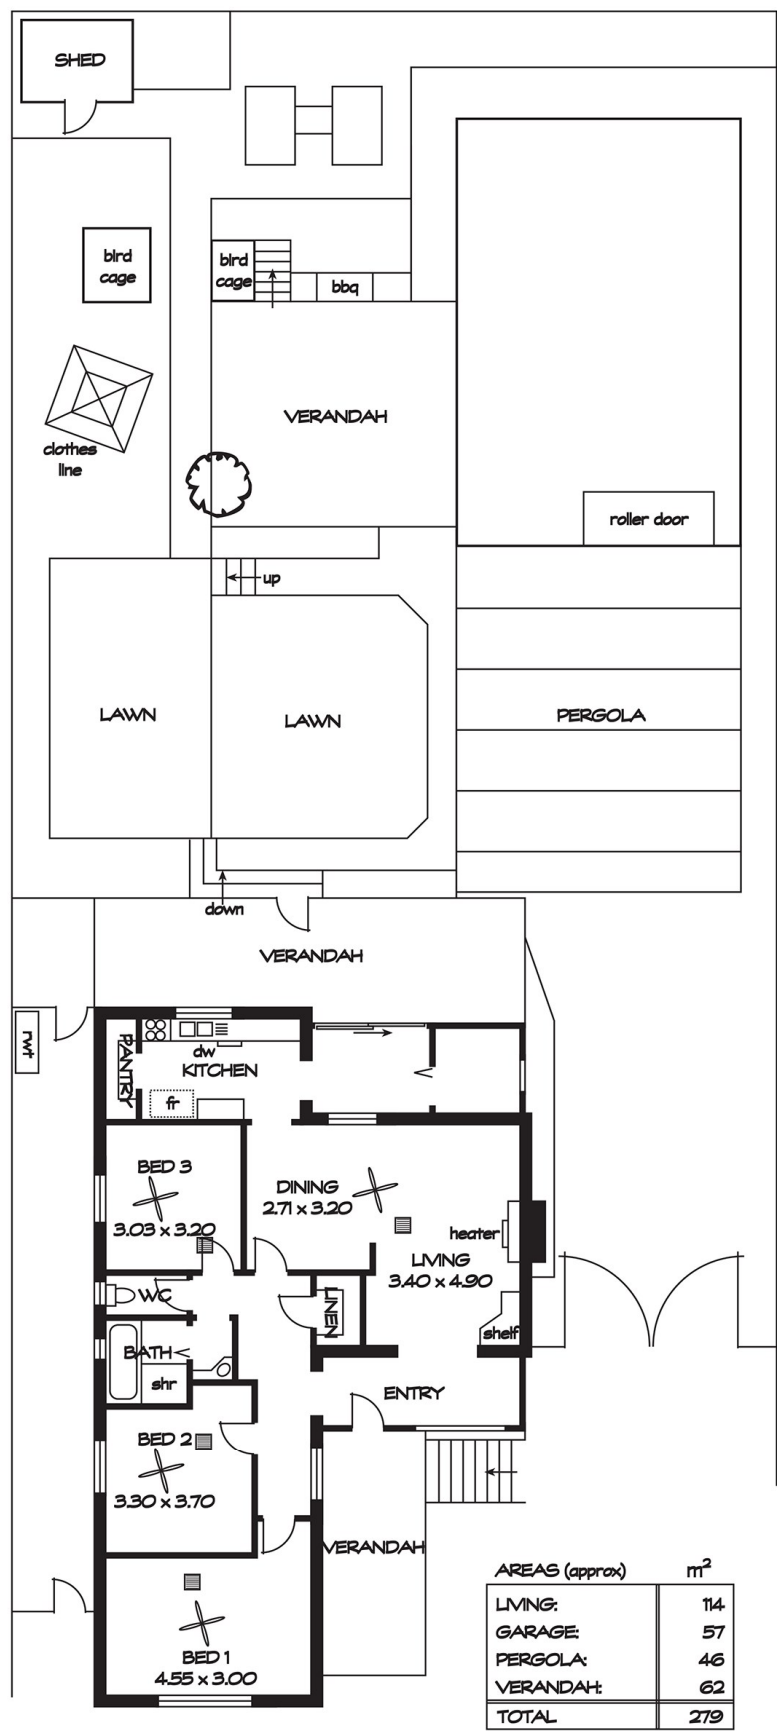 SHED
bird
cage
bird
cage
bbq
VERANDAH
clothes
line
roller door
up
LAWN
LAWN
PERGOLA
down
VERANDAH
rwt
PANTRY
dw
KITCHEN
fr
BED 3
3.03 x 3.20
DINING
2.71 x 3.20
heater
LIVING
3.40 x 4.90
WC
LINEN
shelf
BATH
shr
ENTRY
BED 2
3.30 x 3.70
VERANDAH
BED 1
4.55 x 3.00
AREAS (approx) m²
LIVING: 114
GARAGE: 57
PERGOLA: 46
VERANDAH: 62
TOTAL 279